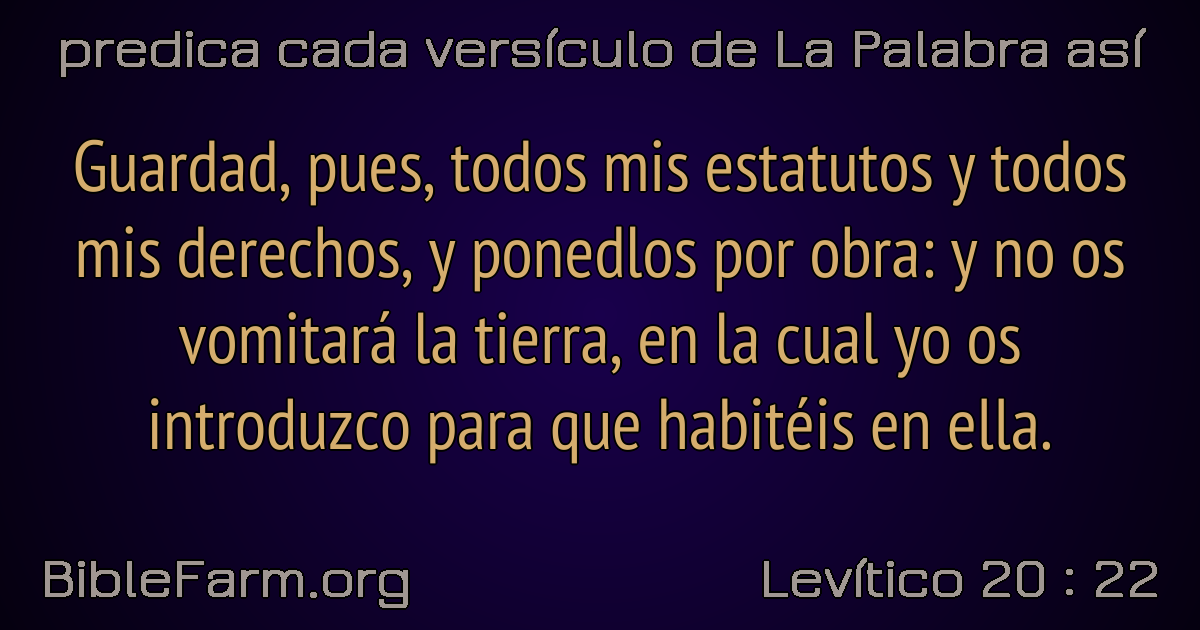 predica cada versículo de La Palabra así
Guardad, pues, todos mis estatutos y todos
mis derechos, y ponedlos por obra: y no os
vomitará la tierra, en la cual yo os
introduzco para que habitéis en ella.
BibleFarm.org
Levítico 20 : 22